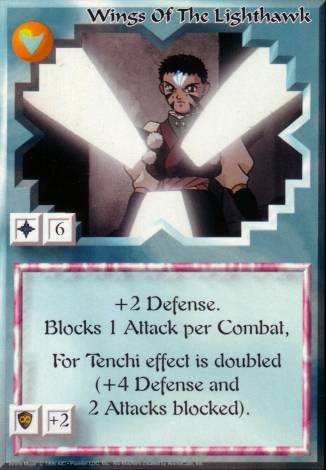 Wings Of The Lighthawk
6
+2 Defense.
Blocks 1 Attack per Combat,
For Tenchi effect is doubled
(+4 Defense and
2 Attacks blocked).
+2